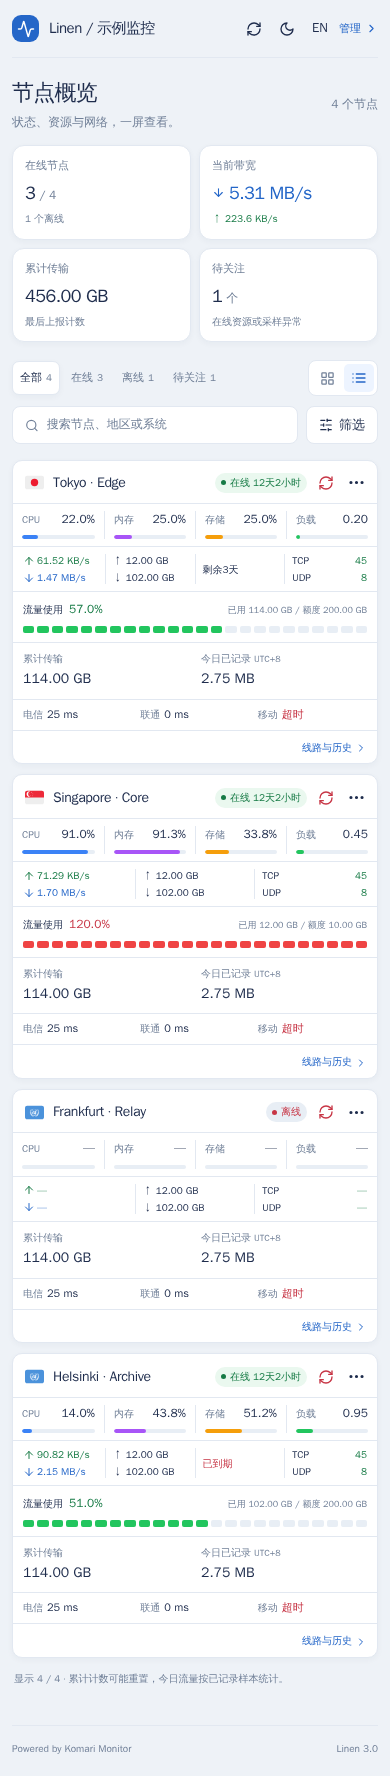 Linen / 示例监控 EN 管理
节点概览
4 个节点
状态、资源与网络，一屏查看。
在线节点 当前带宽
3 / 4 ↓ 5.31 MB/s
1 个离线 ↑ 223.6 KB/s
累计传输 待关注
456.00 GB 1 个
最后上报计数 在线资源或采样异常
全部 4 在线 3 离线 1 待关注 1
搜索节点、地区或系统 筛选
Tokyo · Edge 在线 12天2小时
CPU 22.0% 内存 25.0% 存储 25.0% 负载 0.20
↑ 61.52 KB/s ↑ 12.00 GB 剩余3天 TCP 45
↓ 1.47 MB/s ↓ 102.00 GB UDP 8
流量使用 57.0% 已用 114.00 GB / 额度 200.00 GB
累计传输 今日已记录 UTC+8
114.00 GB 2.75 MB
电信 25 ms 联通 0 ms 移动 超时
线路与历史
Singapore · Core 在线 12天2小时
CPU 91.0% 内存 91.3% 存储 33.8% 负载 0.45
↑ 71.29 KB/s ↑ 12.00 GB TCP 45
↓ 1.70 MB/s ↓ 102.00 GB UDP 8
流量使用 120.0% 已用 12.00 GB / 额度 10.00 GB
累计传输 今日已记录 UTC+8
114.00 GB 2.75 MB
电信 25 ms 联通 0 ms 移动 超时
线路与历史
Frankfurt · Relay 离线
CPU — 内存 — 存储 — 负载 —
↑ — ↑ 12.00 GB TCP —
↓ — ↓ 102.00 GB UDP —
累计传输 今日已记录 UTC+8
114.00 GB 2.75 MB
电信 25 ms 联通 0 ms 移动 超时
线路与历史
Helsinki · Archive 在线 12天2小时
CPU 14.0% 内存 43.8% 存储 51.2% 负载 0.95
↑ 90.82 KB/s ↑ 12.00 GB 已到期 TCP 45
↓ 2.15 MB/s ↓ 102.00 GB UDP 8
流量使用 51.0% 已用 102.00 GB / 额度 200.00 GB
累计传输 今日已记录 UTC+8
114.00 GB 2.75 MB
电信 25 ms 联通 0 ms 移动 超时
线路与历史
显示 4 / 4 · 累计计数可能重置，今日流量按已记录样本统计。
Powered by Komari Monitor Linen 3.0